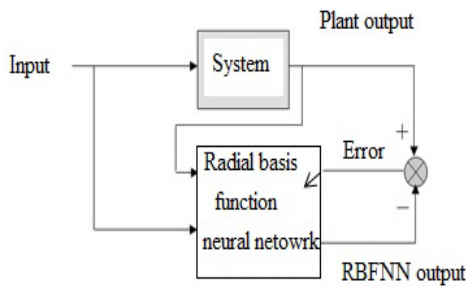 Plant output
Input
System
+
Radial basis
Error
function
−
neural netowrk
RBFNN output